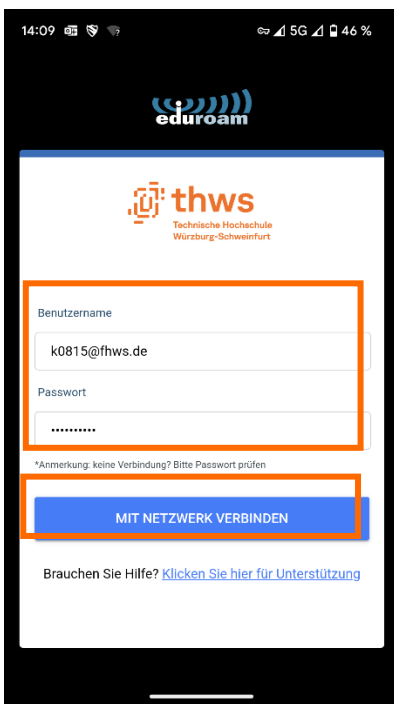 14:09 5G 46 %
eduroam
thws
Technische Hochschule
Würzburg-Schweinfurt
Benutzername
k0815@fhws.de
Passwort
••••••••••
*Anmerkung: keine Verbindung? Bitte Passwort prüfen
MIT NETZWERK VERBINDEN
Brauchen Sie Hilfe? Klicken Sie hier für Unterstützung